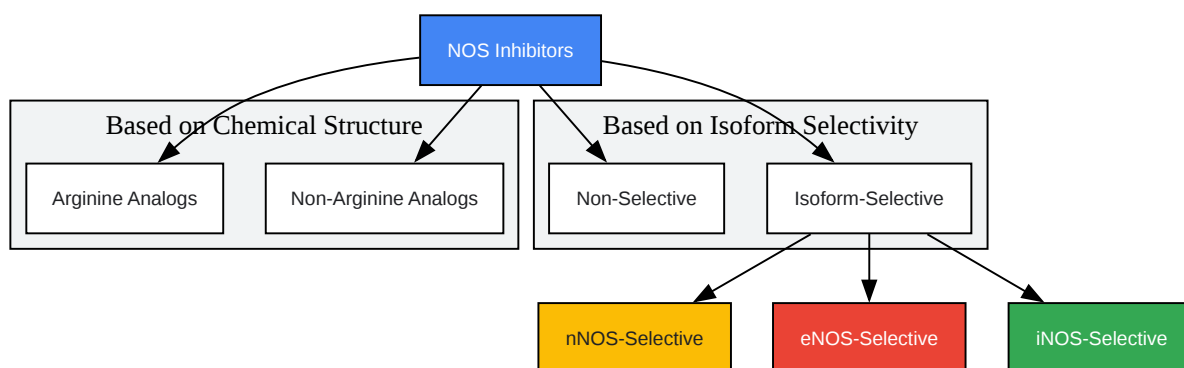 NOS Inhibitors
Based on Chemical Structure
Based on Isoform Selectivity
Arginine Analogs
Non-Arginine Analogs
Non-Selective
Isoform-Selective
nNOS-Selective
eNOS-Selective
iNOS-Selective